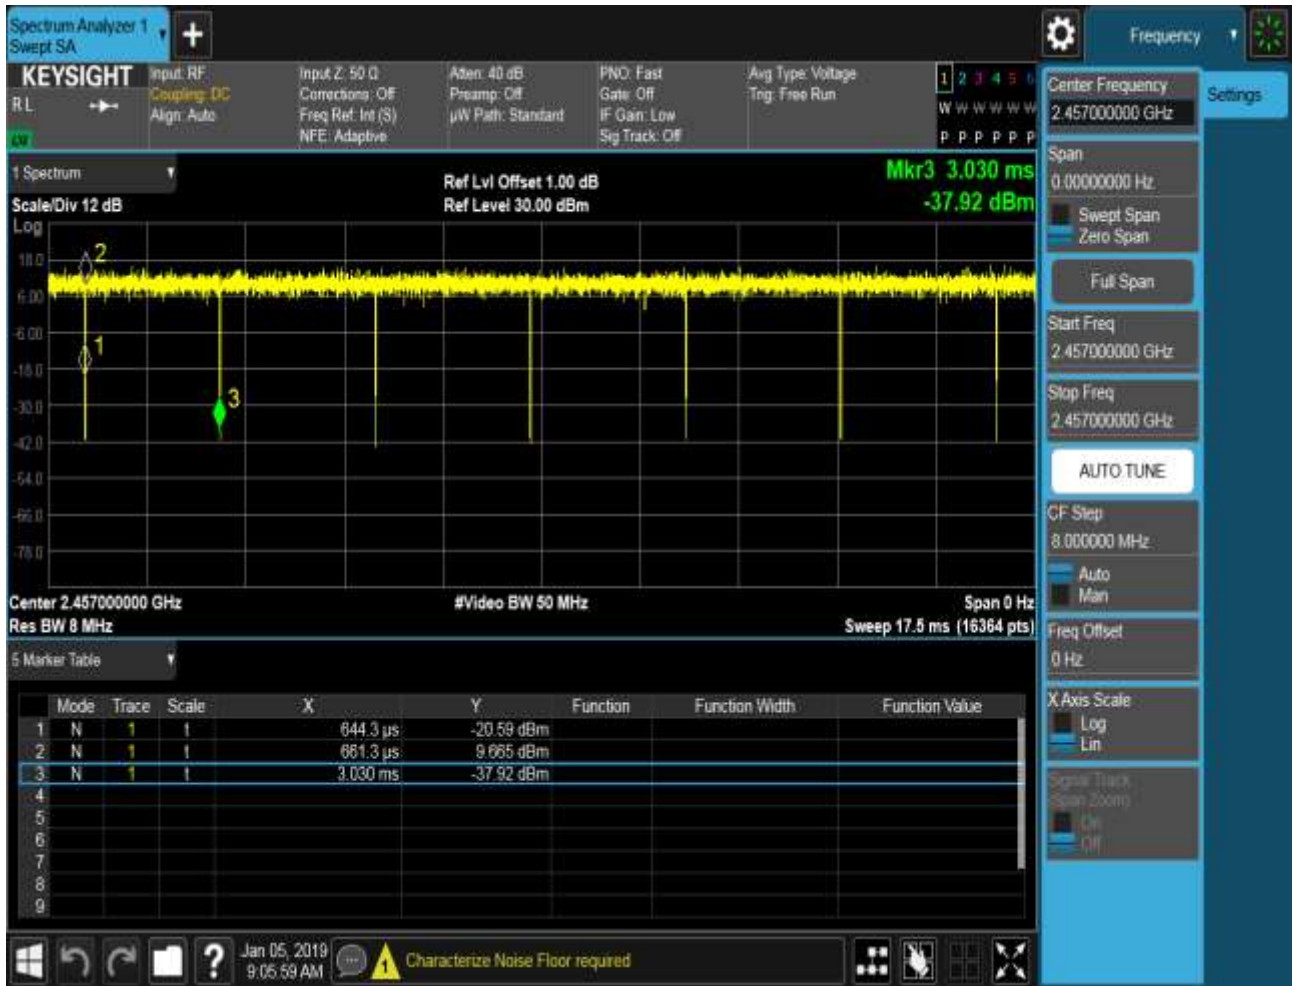 Spectrum Analyzer 1
Swept SA
+
Frequency
KEYSIGHT
R L
Input: RF
Coupling: DC
Align: Auto
Input Z: 50 Ω
Corrections: Off
Freq Ref: Int (S)
NFE: Adaptive
Atten: 40 dB
Preamp: Off
µW Path: Standard
PNO: Fast
Gate: Off
IF Gain: Low
Sig Track: Off
Avg Type: Voltage
Trig: Free Run
1 2 3 4 5 6
W W W W W W
P P P P P P
1 Spectrum
Scale/Div 12 dB
Ref Lvl Offset 1.00 dB
Ref Level 30.00 dBm
Mkr3 3.030 ms
-37.92 dBm
Log
18.0
6.00
-6.00
-18.0
-30.0
-42.0
-54.0
-66.0
-78.0
2
1
3
Center 2.457000000 GHz
#Video BW 50 MHz
Span 0 Hz
Res BW 8 MHz
Sweep 17.5 ms (16364 pts)
5 Marker Table
Mode Trace Scale X Y Function Function Width Function Value
1 N 1 t 644.3 µs -20.59 dBm
2 N 1 t 661.3 µs 9.665 dBm
3 N 1 t 3.030 ms -37.92 dBm
4
5
6
7
8
9
Center Frequency
2.457000000 GHz
Settings
Span
0.00000000 Hz
Swept Span
Zero Span
Full Span
Start Freq
2.457000000 GHz
Stop Freq
2.457000000 GHz
AUTO TUNE
CF Step
8.000000 MHz
Auto
Man
Freq Offset
0 Hz
X Axis Scale
Log
Lin
Signal Track
(Span Zoom)
On
Off
?
Jan 05, 2019
9:05:59 AM
1
Characterize Noise Floor required